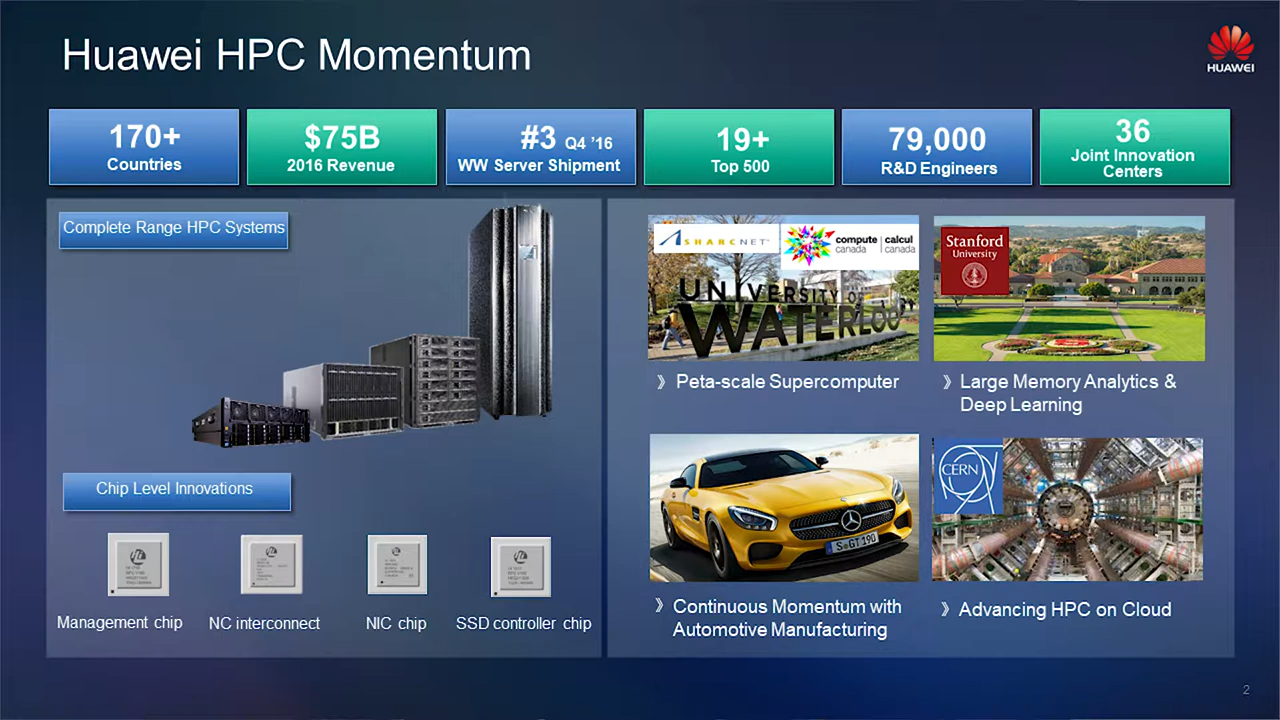 Huawei HPC Momentum
HUAWEI
170+
Countries
$75B
2016 Revenue
#3 Q4 ’16
WW Server Shipment
19+
Top 500
79,000
R&D Engineers
36
Joint Innovation
Centers
Complete Range HPC Systems
Chip Level Innovations
Management chip
NC interconnect
NIC chip
SSD controller chip
SHARCNET™
compute | calcul
canada | canada
UNIVERSITY OF
WATERLOO
》 Peta-scale Supercomputer
Stanford
University
》 Large Memory Analytics &
Deep Learning
S GT 190
》 Continuous Momentum with
Automotive Manufacturing
CERN
》 Advancing HPC on Cloud
2